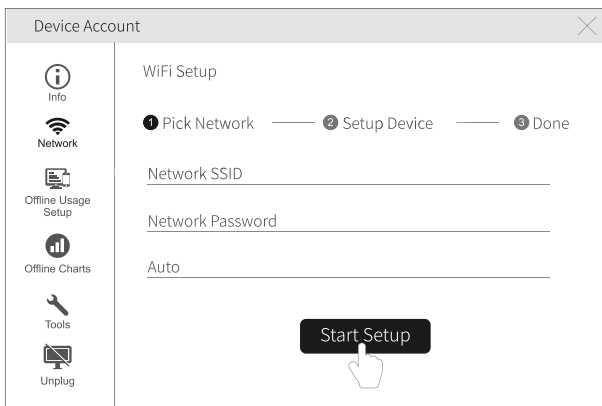 Device Account
Info
Network
Offline Usage
Setup
Offline Charts
Tools
Unplug
WiFi Setup
1 Pick Network 2 Setup Device 3 Done
Network SSID
Network Password
Auto
Start Setup